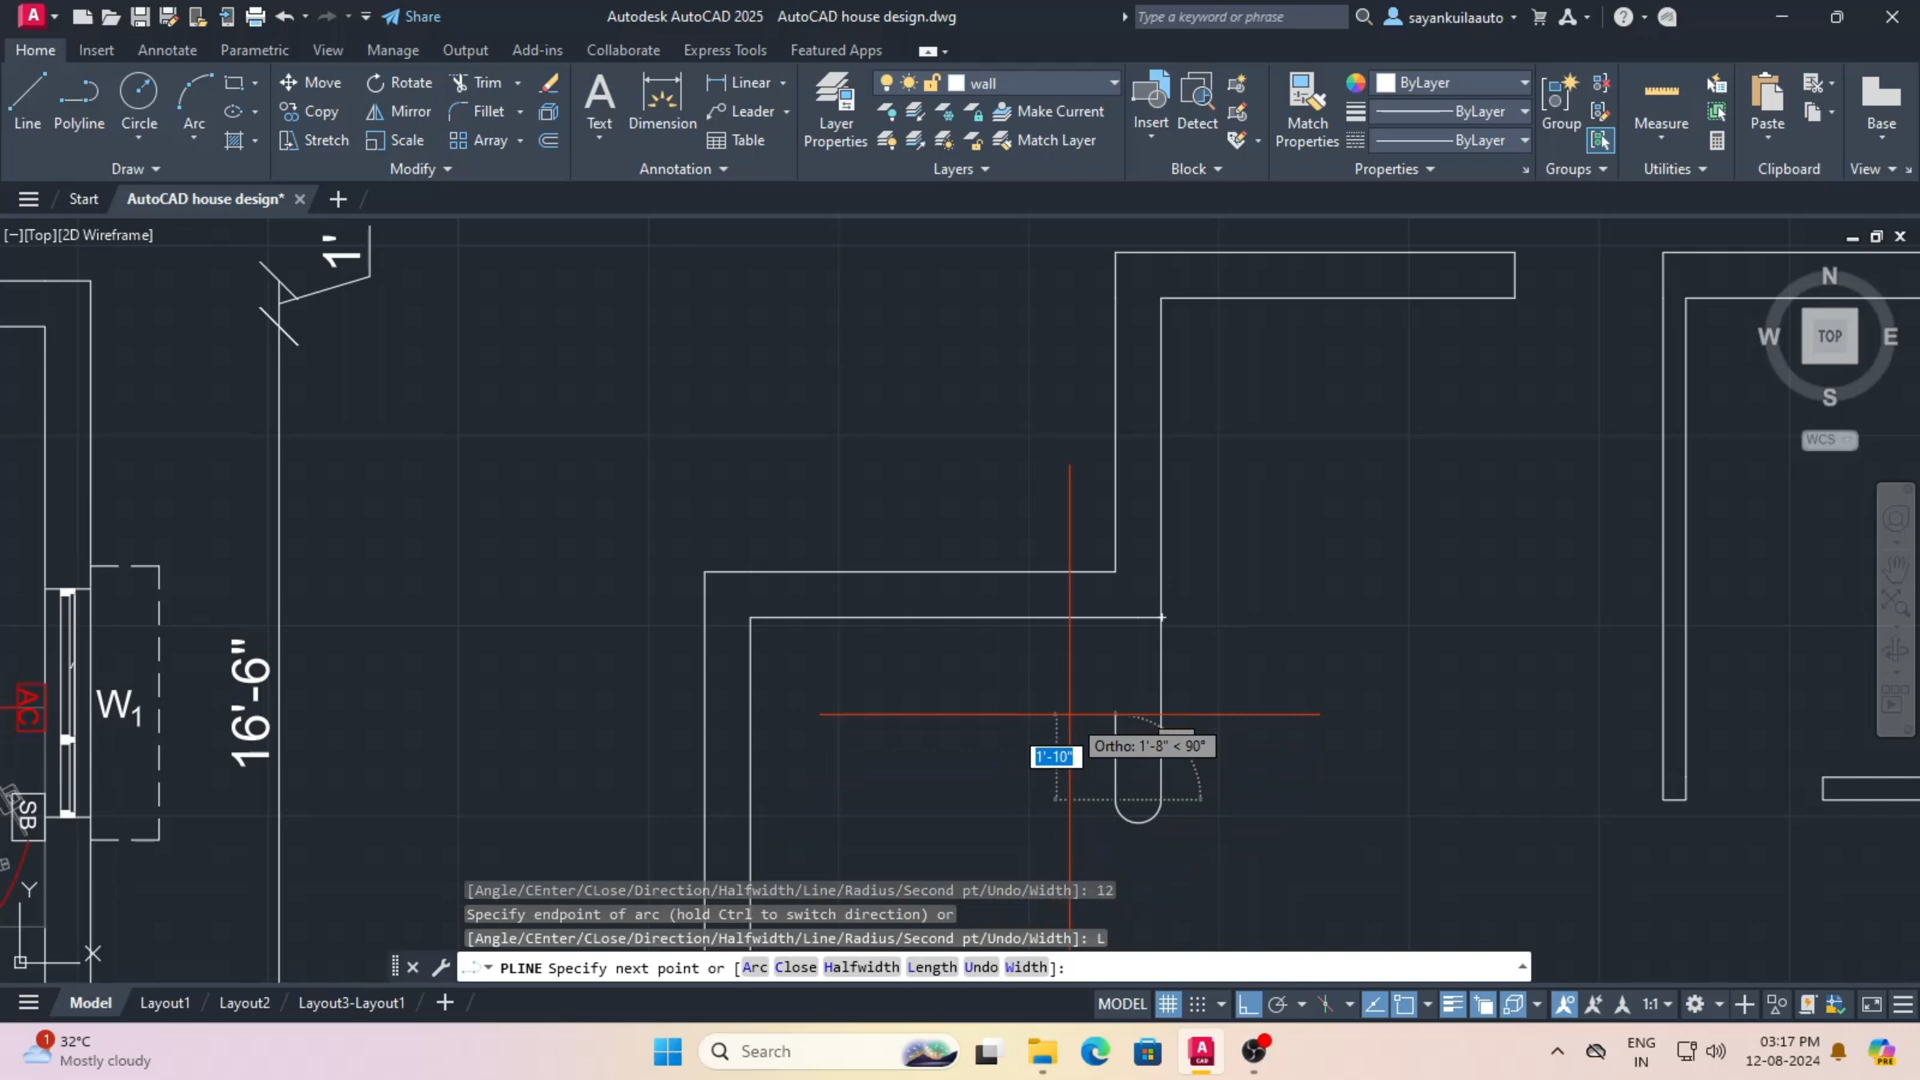 Share
Autodesk AutoCAD 2025 AutoCAD house design.dwg
Type a keyword or phrase
sayankuilaauto
Home Insert Annotate Parametric View Manage Output Add-ins Collaborate Express Tools Featured Apps
Line Polyline Circle Arc
Move Rotate Trim
Copy Mirror Fillet
Stretch Scale Array
Text Dimension
Linear
Leader
Table
Layer Properties
wall
Make Current
Match Layer
Insert Detect
Match Properties
ByLayer
ByLayer
ByLayer
Group Measure Paste Base
Draw Modify Annotation Layers Block Properties Groups Utilities Clipboard View
Start AutoCAD house design*
[−][Top][2D Wireframe]
1'
N
W TOP E
S
WCS
16'-6"
AC
W1
SB
Y
X
1'-10"
Ortho: 1'-8" < 90°
[Angle/CEnter/CLose/Direction/Halfwidth/Line/Radius/Second pt/Undo/Width]: 12
Specify endpoint of arc (hold Ctrl to switch direction) or
[Angle/CEnter/CLose/Direction/Halfwidth/Line/Radius/Second pt/Undo/Width]: L
PLINE Specify next point or [Arc Close Halfwidth Length Undo Width]:
Model Layout1 Layout2 Layout3-Layout1
MODEL 1:1
1
32°C
Mostly cloudy
Search
A CAD
ENG
IN
03:17 PM
12-08-2024
PRE